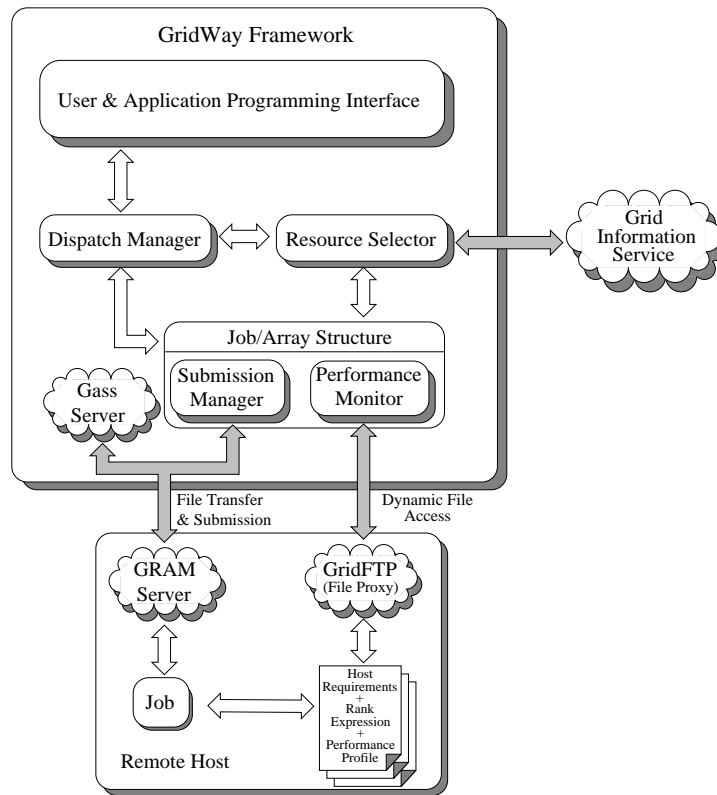 GridWay Framework
User & Application Programming Interface
Dispatch Manager
Resource Selector
Grid
Information
Service
Job/Array Structure
Submission
Manager
Performance
Monitor
Gass
Server
File Transfer
& Submission
Dynamic File
Access
GRAM
Server
GridFTP
(File Proxy)
Job
Host
Requirements
+
Rank
Expression
+
Performance
Profile
Remote Host